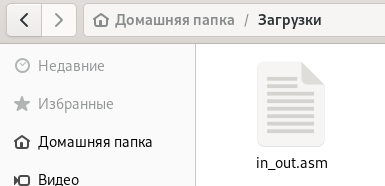 Домашняя папка / Загрузки
Недавние
Избранные
Домашняя папка
Видео
in_out.asm